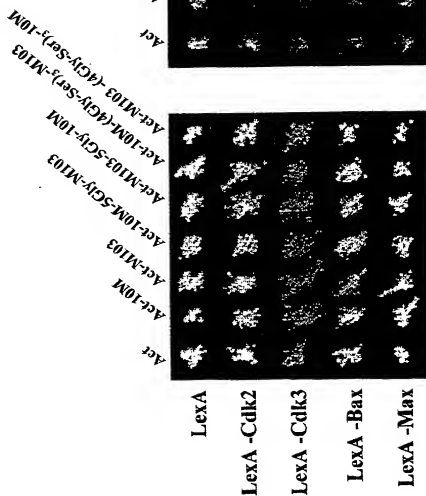 Act-M103-(4Gly-Ser)₃-10M
Act-10M-(4Gly-Ser)₃-M103
Act-M103-5Gly-10M
Act-10M-5Gly-M103
Act-M103
Act-10M
Act
Act
LexA
LexA -Cdk2
LexA -Cdk3
LexA -Bax
LexA -Max